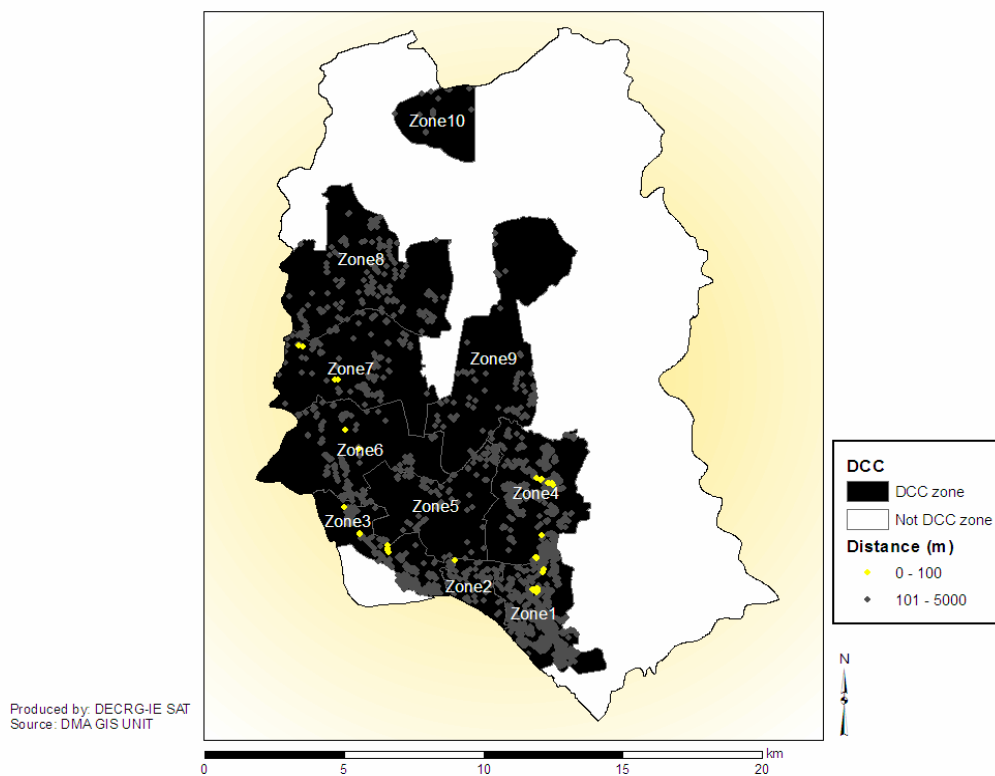 Zone10
Zone8
Zone9
Zone7
Zone6
Zone4
Zone5
Zone3
Zone2
Zone1
DCC
DCC zone
Not DCC zone
Distance (m)
0 - 100
101 - 5000
N
Produced by: DECRG-IE SAT
Source: DMA GIS UNIT
km
0 5 10 15 20